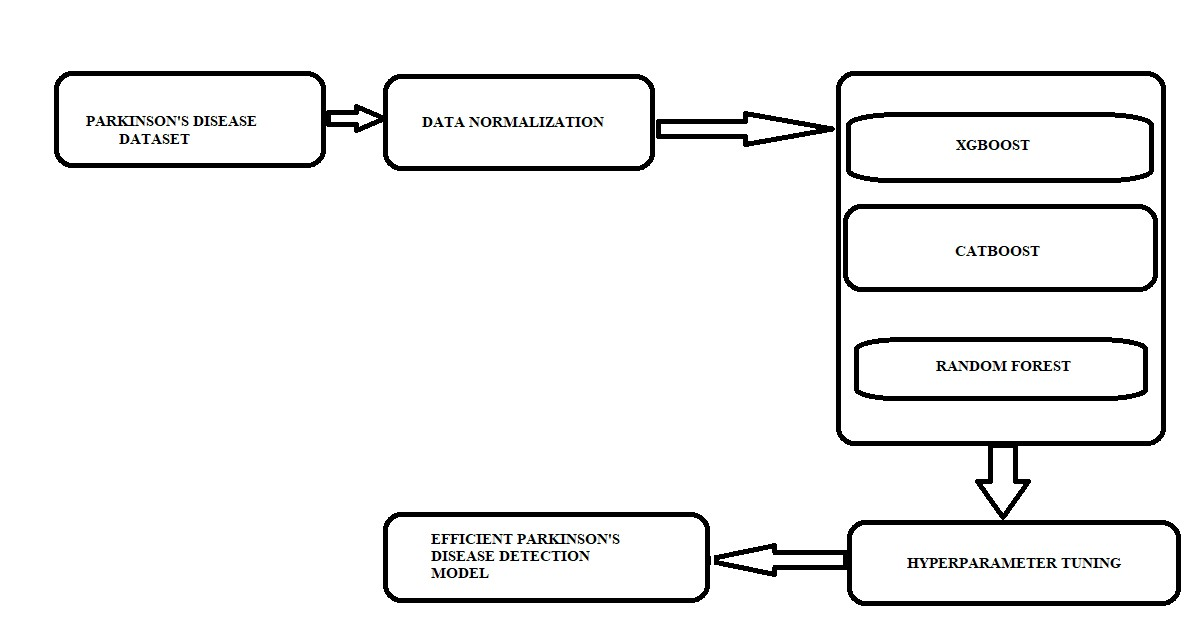 PARKINSON'S DISEASE
DATASET
DATA NORMALIZATION
XGBOOST
CATBOOST
RANDOM FOREST
HYPERPARAMETER TUNING
EFFICIENT PARKINSON'S
DISEASE DETECTION
MODEL